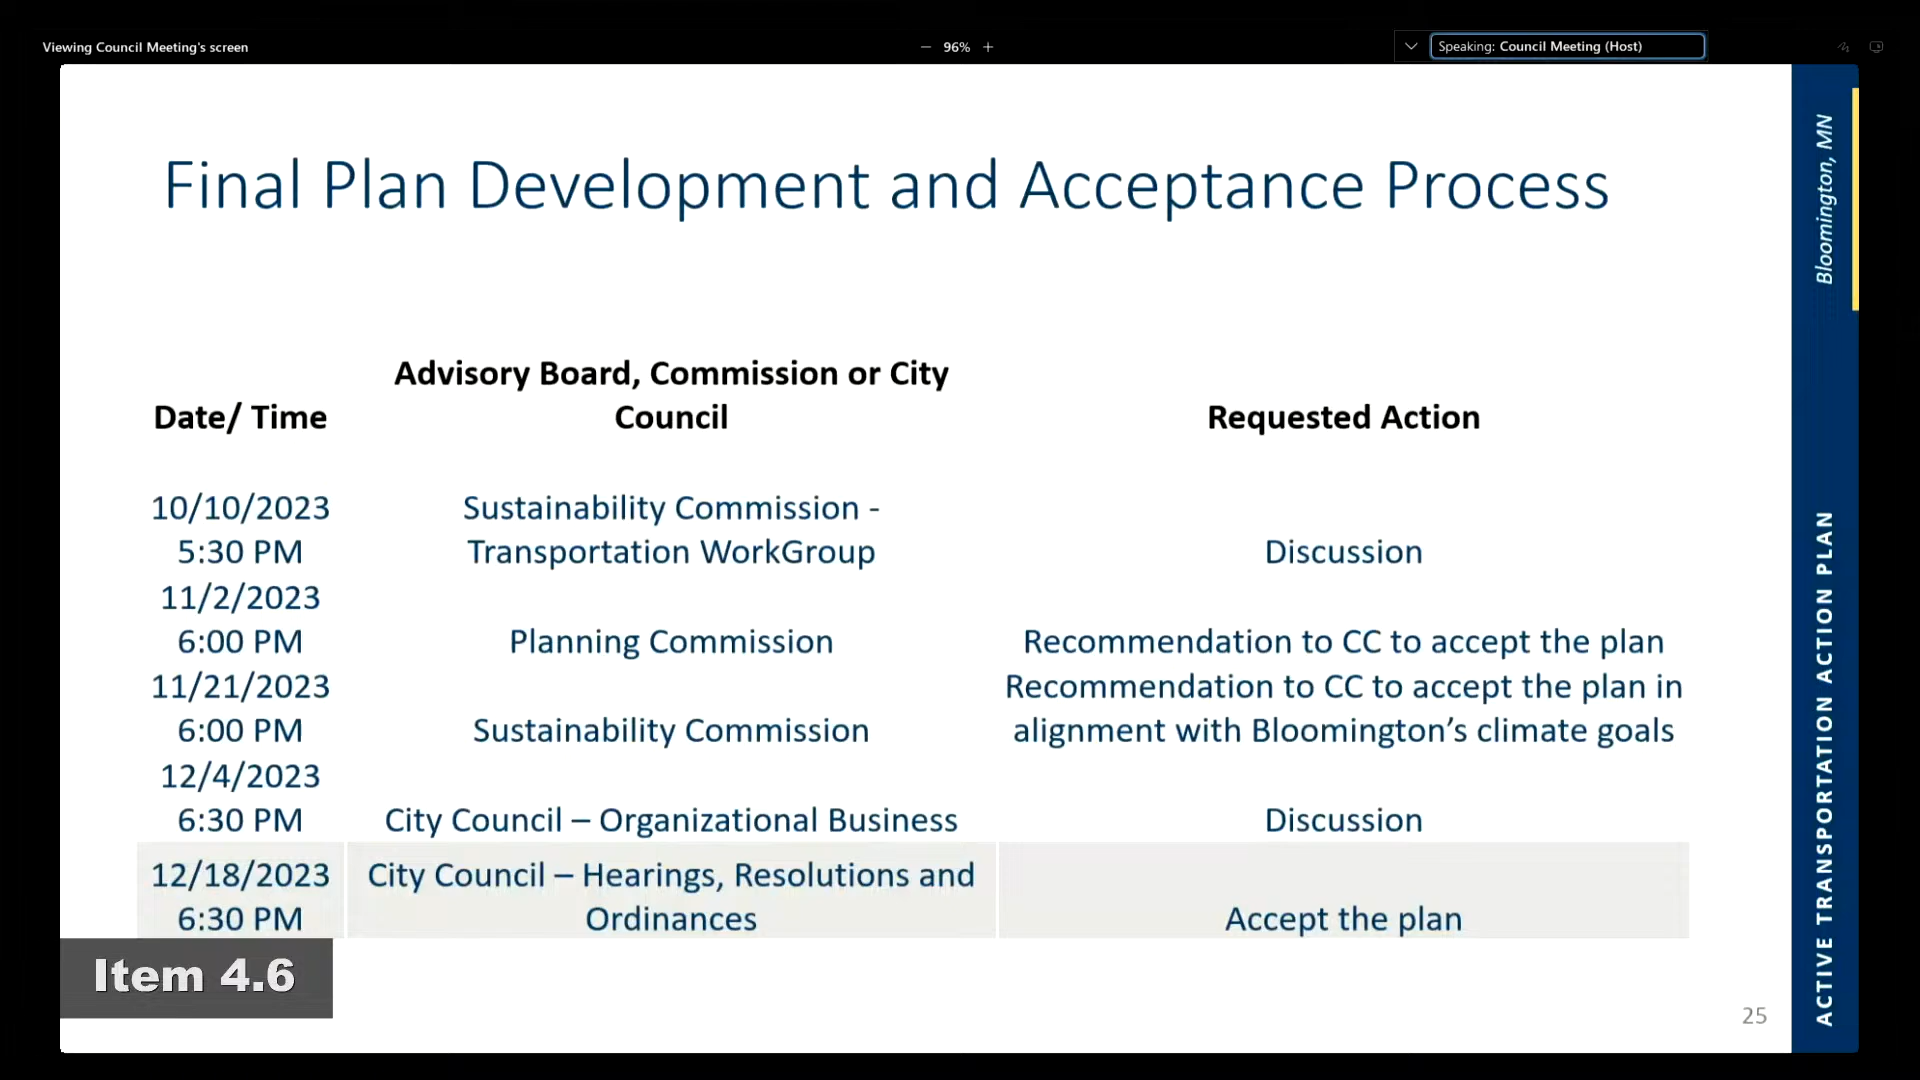 Viewing Council Meeting's screen
96%
Speaking: Council Meeting (Host)
Final Plan Development and Acceptance Process
Date/ Time
Advisory Board, Commission or City
Council
Requested Action
10/10/2023
5:30 PM
Sustainability Commission -
Transportation WorkGroup
Discussion
11/2/2023
6:00 PM
Planning Commission
Recommendation to CC to accept the plan
11/21/2023
6:00 PM
Sustainability Commission
Recommendation to CC to accept the plan in
alignment with Bloomington’s climate goals
12/4/2023
6:30 PM
City Council – Organizational Business
Discussion
12/18/2023
6:30 PM
City Council – Hearings, Resolutions and
Ordinances
Accept the plan
Item 4.6
25
Bloomington, MN
ACTIVE TRANSPORTATION ACTION PLAN